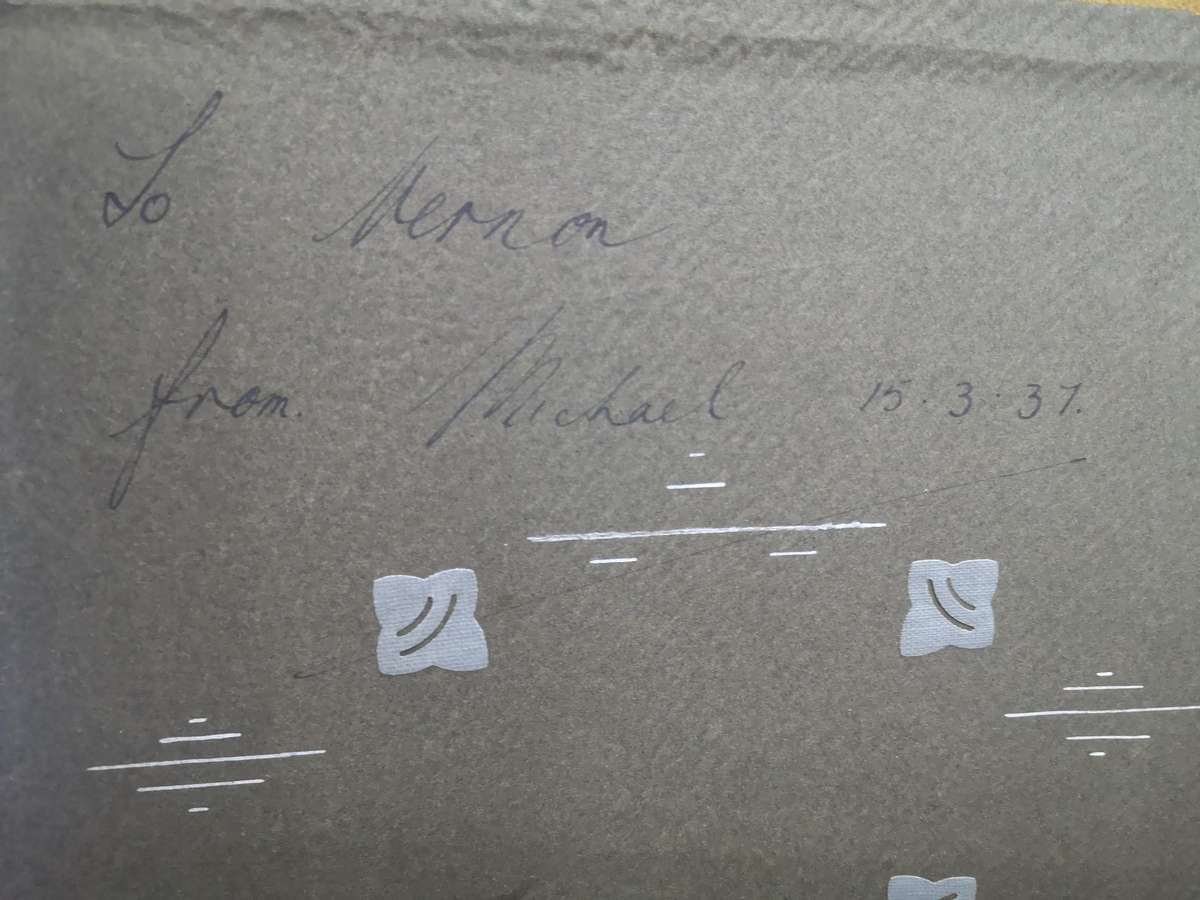 To Vernon
from. Michael 15.3.37.